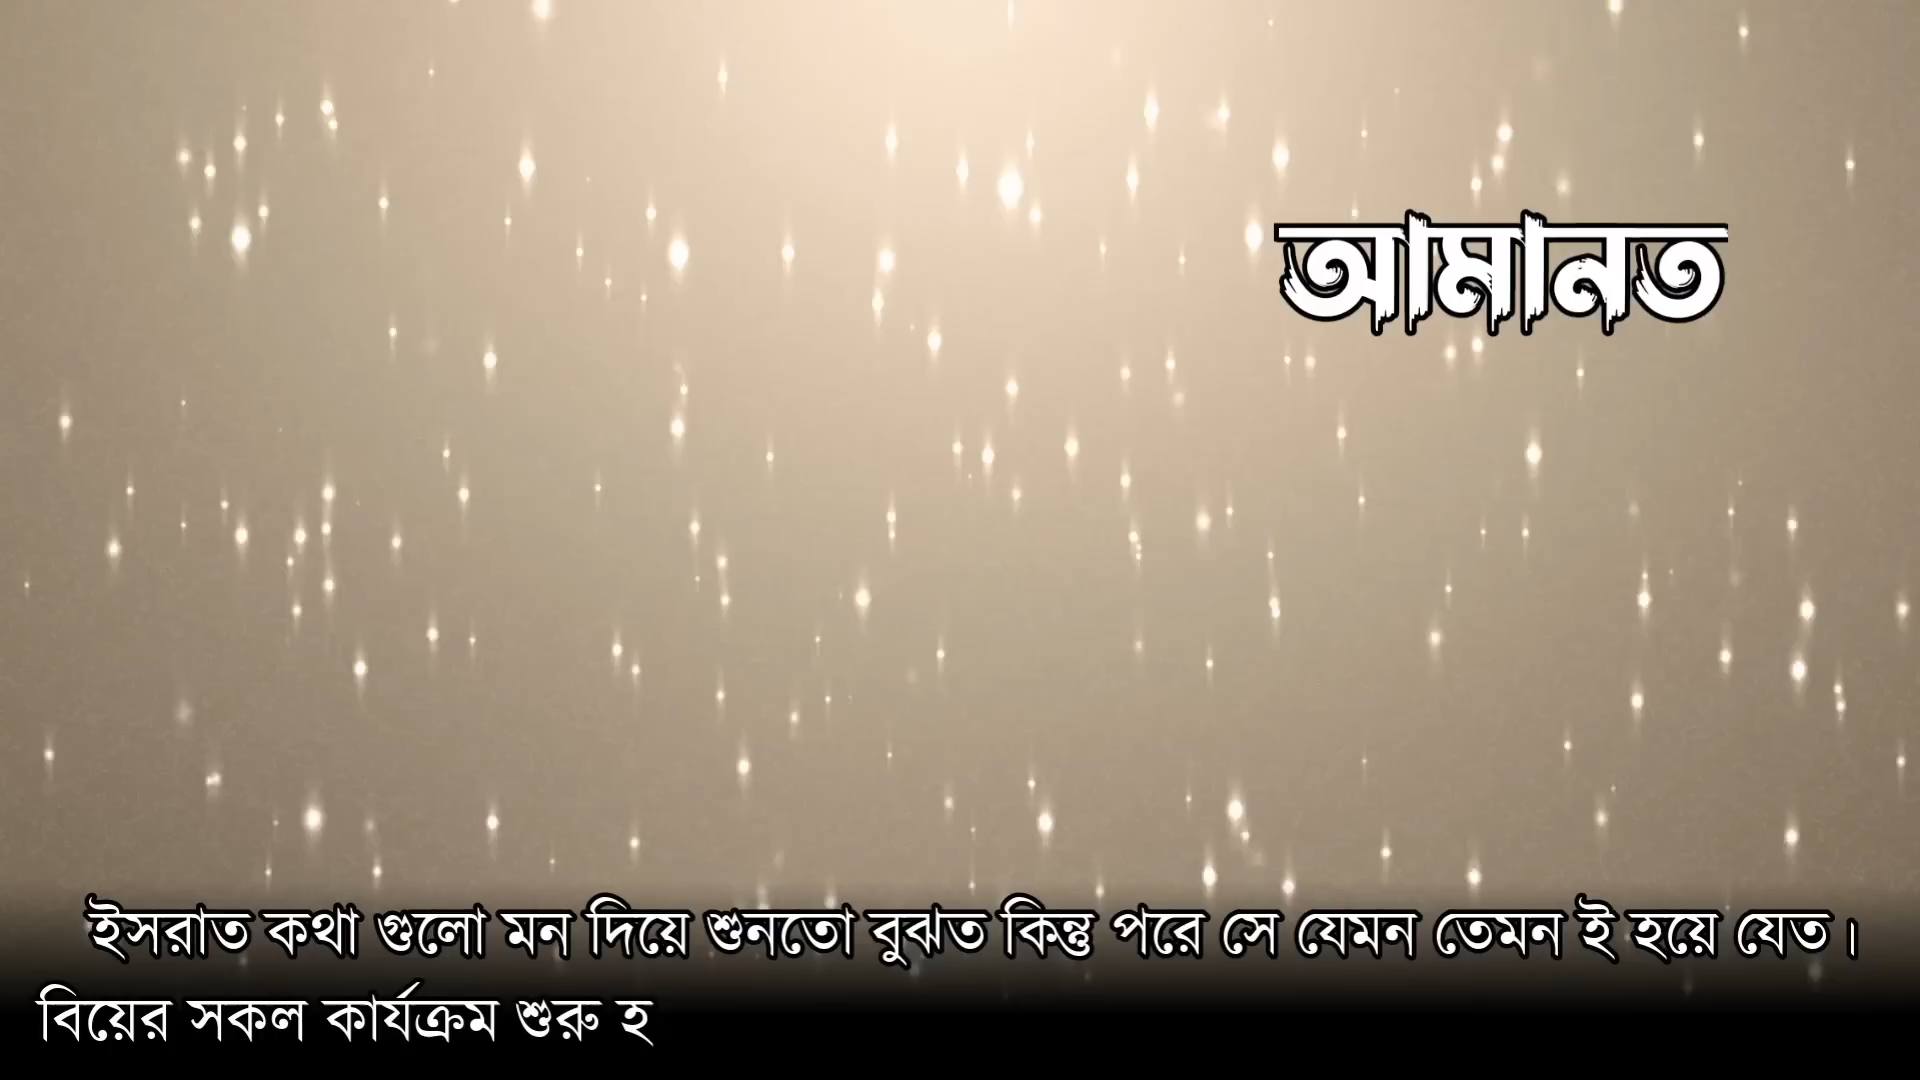 আমানত
ইসরাত কথা গুলো মন দিয়ে শুনতো বুঝত কিন্তু পরে সে যেমন তেমন ই হয়ে যেত।
বিয়ের সকল কার্যক্রম শুরু হ